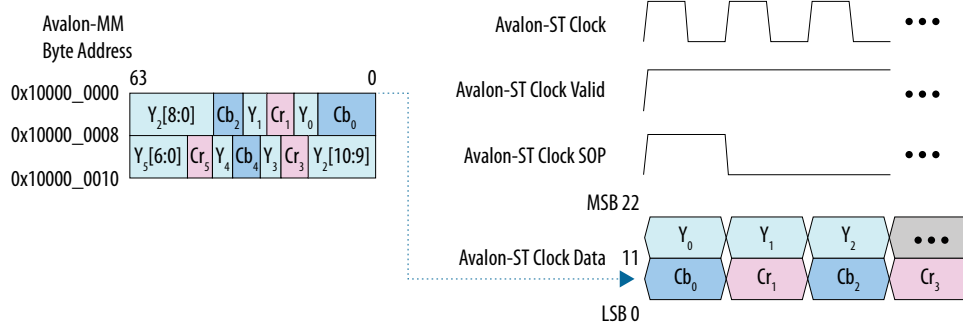 Avalon-MM
Byte Address
63 0
0x10000_0000
Y₂[8:0] Cb₂ Y₁ Cr₁ Y₀ Cb₀
0x10000_0008
Y₅[6:0] Cr₅ Y₄ Cb₄ Y₃ Cr₃ Y₂[10:9]
0x10000_0010
Avalon-ST Clock
•••
Avalon-ST Clock Valid
•••
Avalon-ST Clock SOP
•••
MSB 22
Y₀ Y₁ Y₂ •••
Avalon-ST Clock Data 11
Cb₀ Cr₁ Cb₂ Cr₃
LSB 0